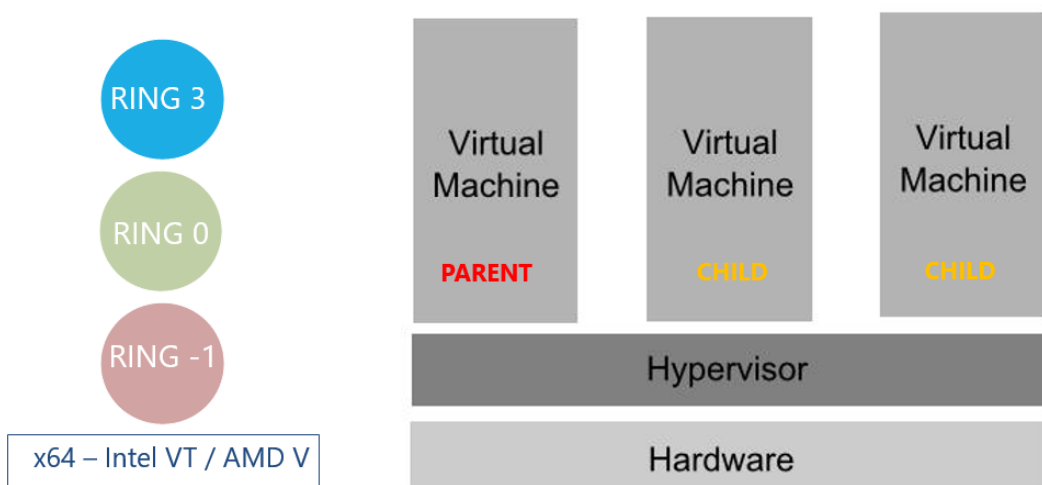 RING 3
RING 0
RING -1
x64 – Intel VT / AMD V
Virtual
Machine
PARENT
Virtual
Machine
CHILD
Virtual
Machine
CHILD
Hypervisor
Hardware